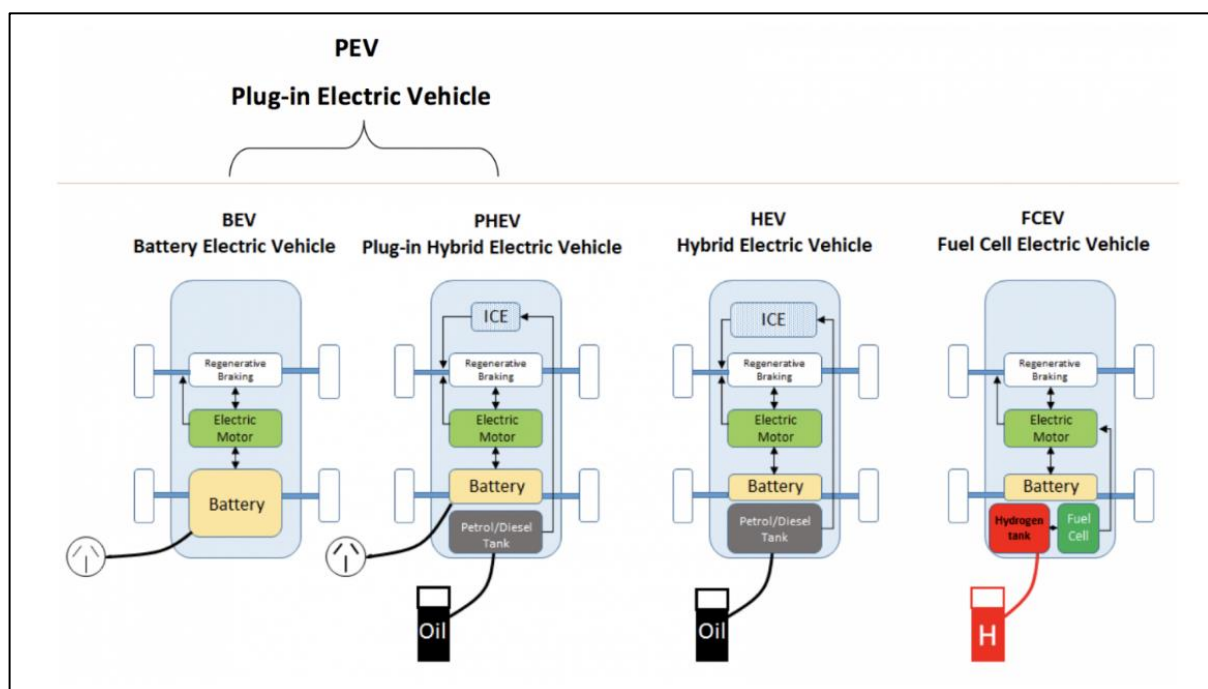 PEV
Plug-in Electric Vehicle
BEV
Battery Electric Vehicle
PHEV
Plug-in Hybrid Electric Vehicle
HEV
Hybrid Electric Vehicle
FCEV
Fuel Cell Electric Vehicle
Regenerative
Braking
Electric
Motor
Battery
ICE
Regenerative
Braking
Electric
Motor
Battery
Petrol/Diesel
Tank
Oil
ICE
Regenerative
Braking
Electric
Motor
Battery
Petrol/Diesel
Tank
Oil
Regenerative
Braking
Electric
Motor
Battery
Hydrogen
tank
Fuel
Cell
H